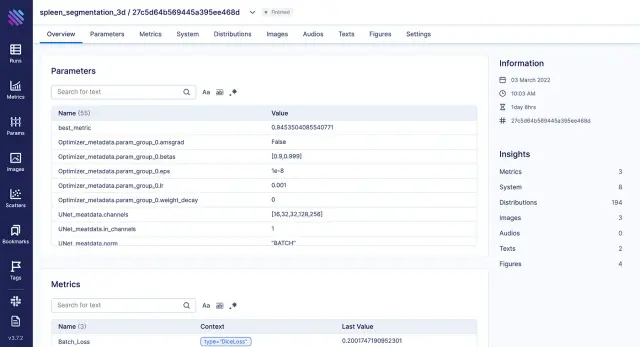 spleen_segmentation_3d / 27c5d64b569445a395ee468d
Finished
Overview Parameters Metrics System Distributions Images Audios Texts Figures Settings
Runs
Metrics
Params
Images
Scatters
Bookmarks
Tags
v3.7.2
Parameters
Search for text
Aa ab .*
Name (55) Value
best_metric 0.9453504085540771
Optimizer_metadata.param_group_0.amsgrad False
Optimizer_metadata.param_group_0.betas [0.9,0.999]
Optimizer_metadata.param_group_0.eps 1e-8
Optimizer_metadata.param_group_0.lr 0.001
Optimizer_metadata.param_group_0.weight_decay 0
UNet_meatdata.channels [16,32,32,128,256]
UNet_meatdata.in_channels 1
UNet_meatdata.norm "BATCH"
Metrics
Search for text
Aa ab .*
Name (3) Context Last Value
Batch_Loss type="DiceLoss" 0.2001747190952301
Information
03 March 2022
10:03 AM
1day 8hrs
27c5d64b569445a395ee468d
Insights
Metrics 3
System 8
Distributions 194
Images 3
Audios 0
Texts 2
Figures 4